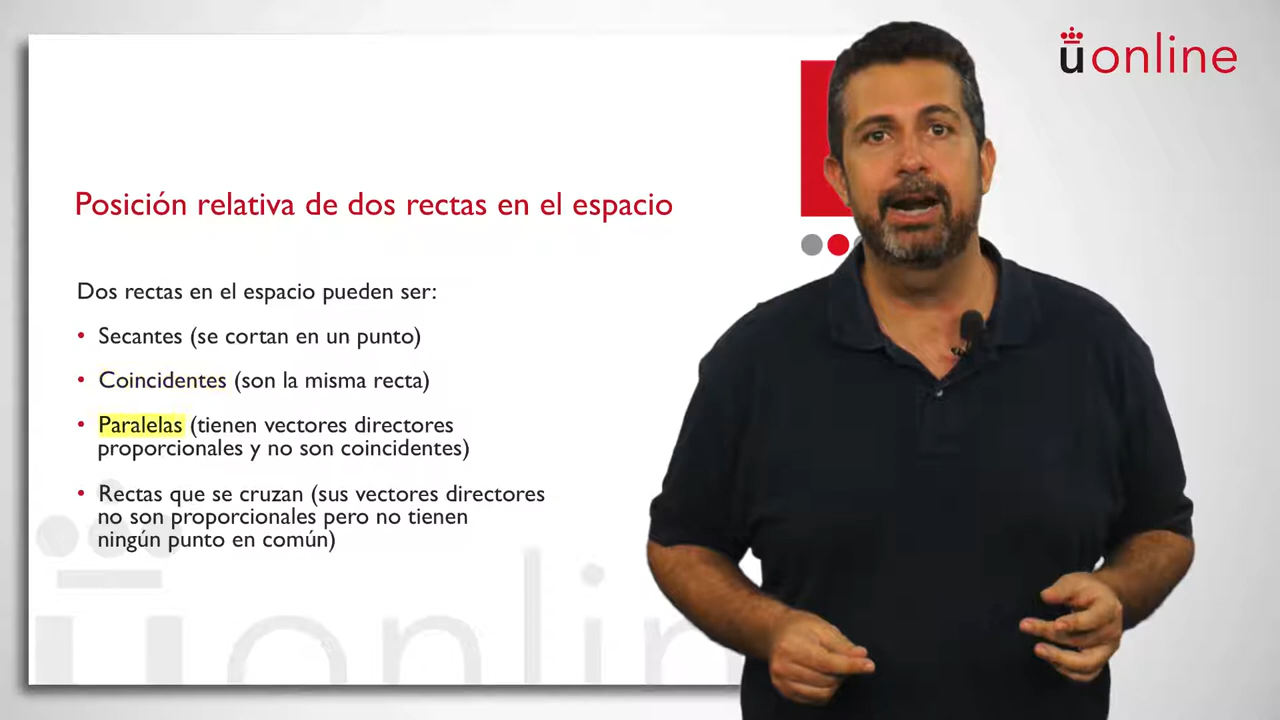 üonline
Posición relativa de dos rectas en el espacio
Dos rectas en el espacio pueden ser:
• Secantes (se cortan en un punto)
• Coincidentes (son la misma recta)
• Paralelas (tienen vectores directores
proporcionales y no son coincidentes)
• Rectas que se cruzan (sus vectores directores
no son proporcionales pero no tienen
ningún punto en común)
ü onlin